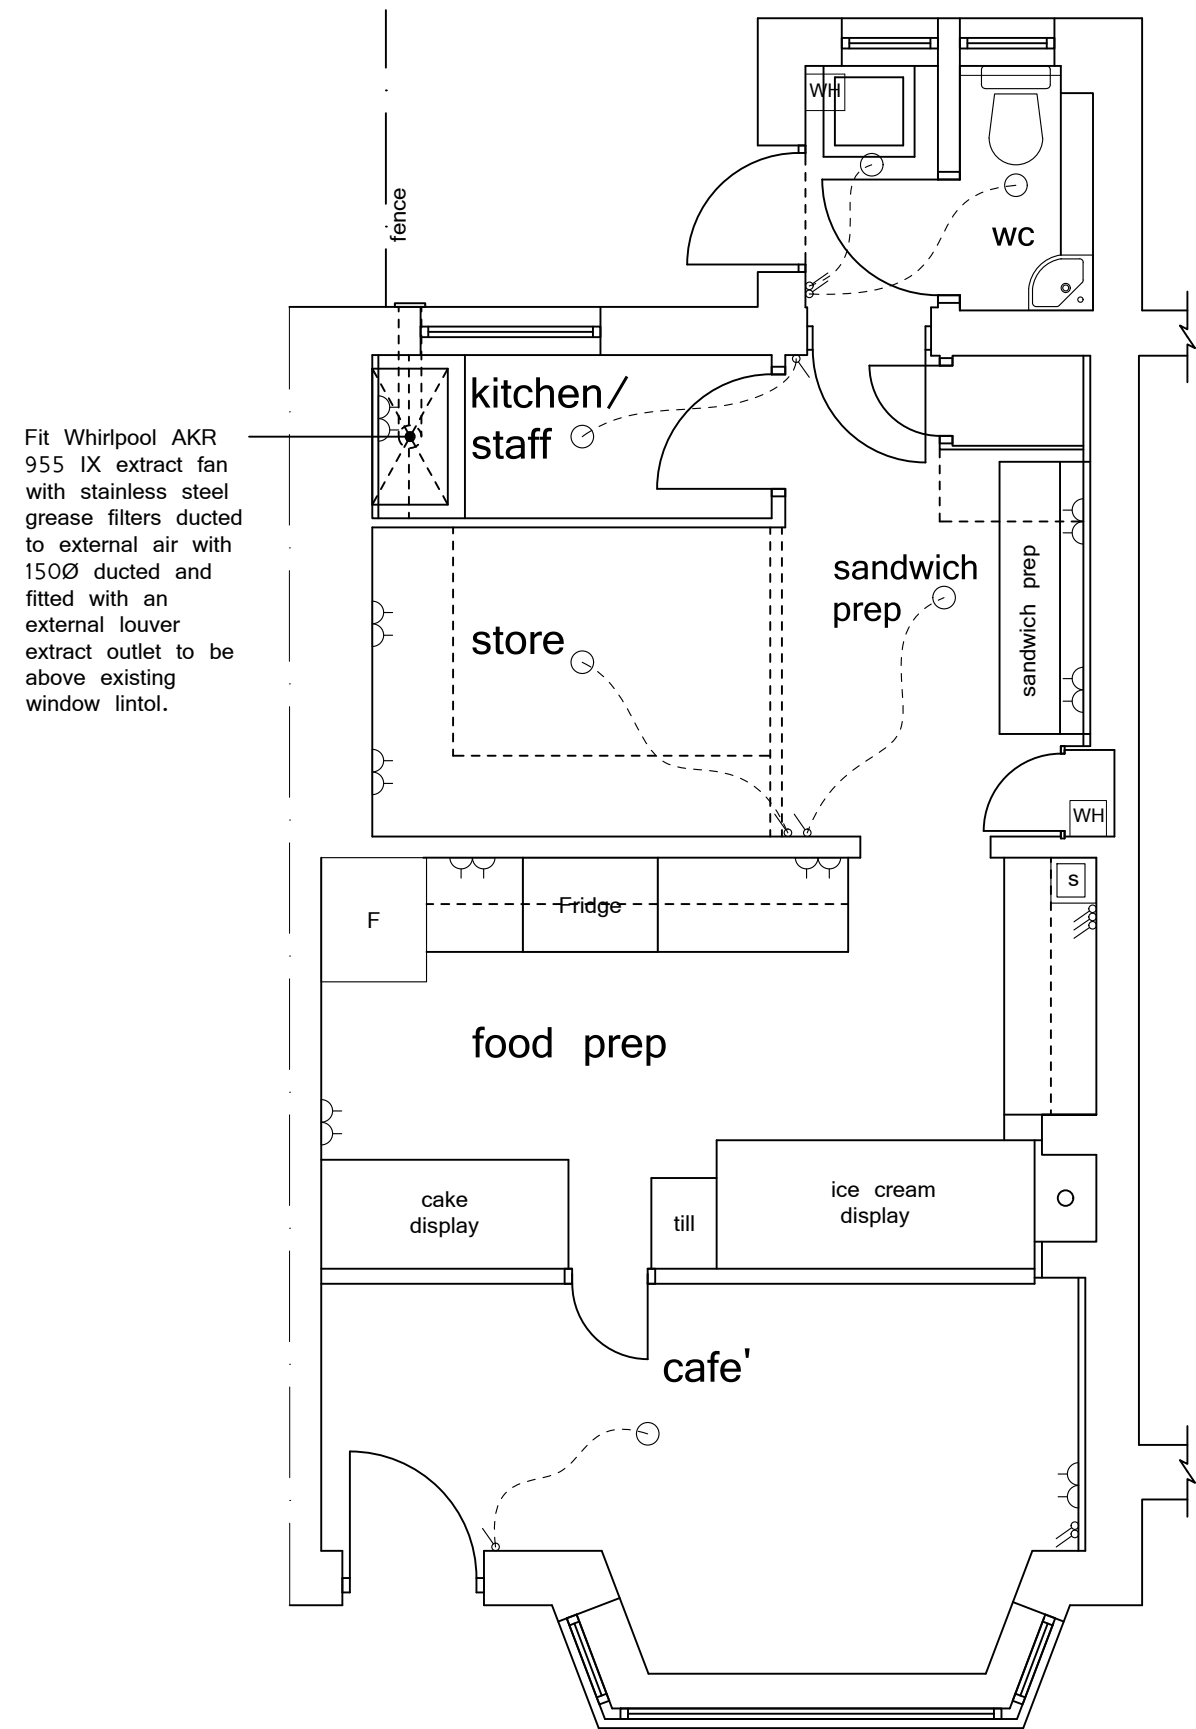 WH
fence
WC
kitchen/
staff
Fit Whirlpool AKR
955 IX extract fan
with stainless steel
grease filters ducted
to external air with
150Ø ducted and
fitted with an
external louver
extract outlet to be
above existing
window lintol.
sandwich
prep
sandwich prep
store
WH
s
F
Fridge
food prep
cake
display
till
ice cream
display
cafe'